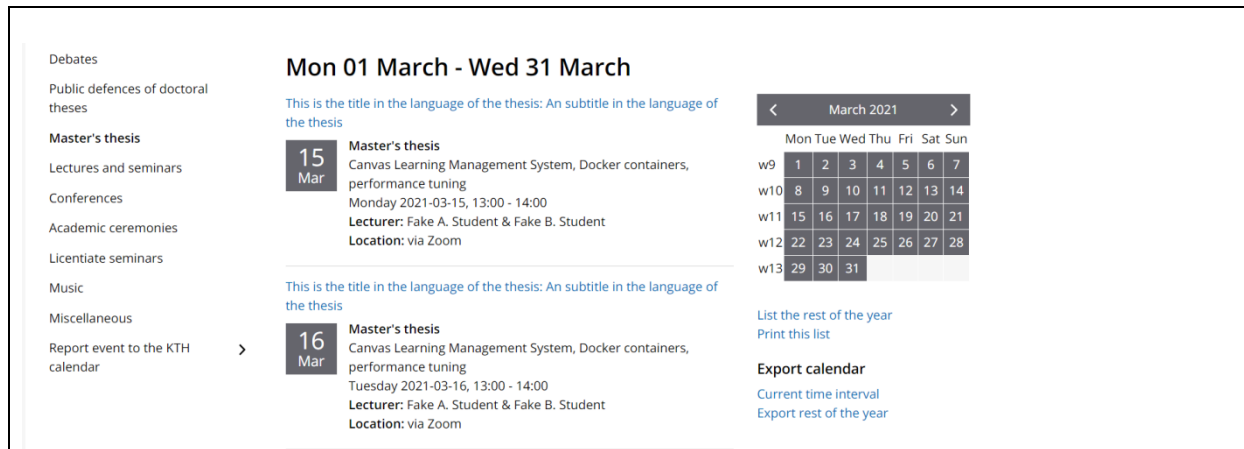 Debates
Public defences of doctoral
theses
Master's thesis
Lectures and seminars
Conferences
Academic ceremonies
Licentiate seminars
Music
Miscellaneous
Report event to the KTH
calendar
Mon 01 March - Wed 31 March
This is the title in the language of the thesis: An subtitle in the language of
the thesis
15
Mar
Master's thesis
Canvas Learning Management System, Docker containers,
performance tuning
Monday 2021-03-15, 13:00 - 14:00
Lecturer: Fake A. Student & Fake B. Student
Location: via Zoom
This is the title in the language of the thesis: An subtitle in the language of
the thesis
16
Mar
Master's thesis
Canvas Learning Management System, Docker containers,
performance tuning
Tuesday 2021-03-16, 13:00 - 14:00
Lecturer: Fake A. Student & Fake B. Student
Location: via Zoom
March 2021
Mon Tue Wed Thu Fri Sat Sun
w9 1 2 3 4 5 6 7
w10 8 9 10 11 12 13 14
w11 15 16 17 18 19 20 21
w12 22 23 24 25 26 27 28
w13 29 30 31
List the rest of the year
Print this list
Export calendar
Current time interval
Export rest of the year